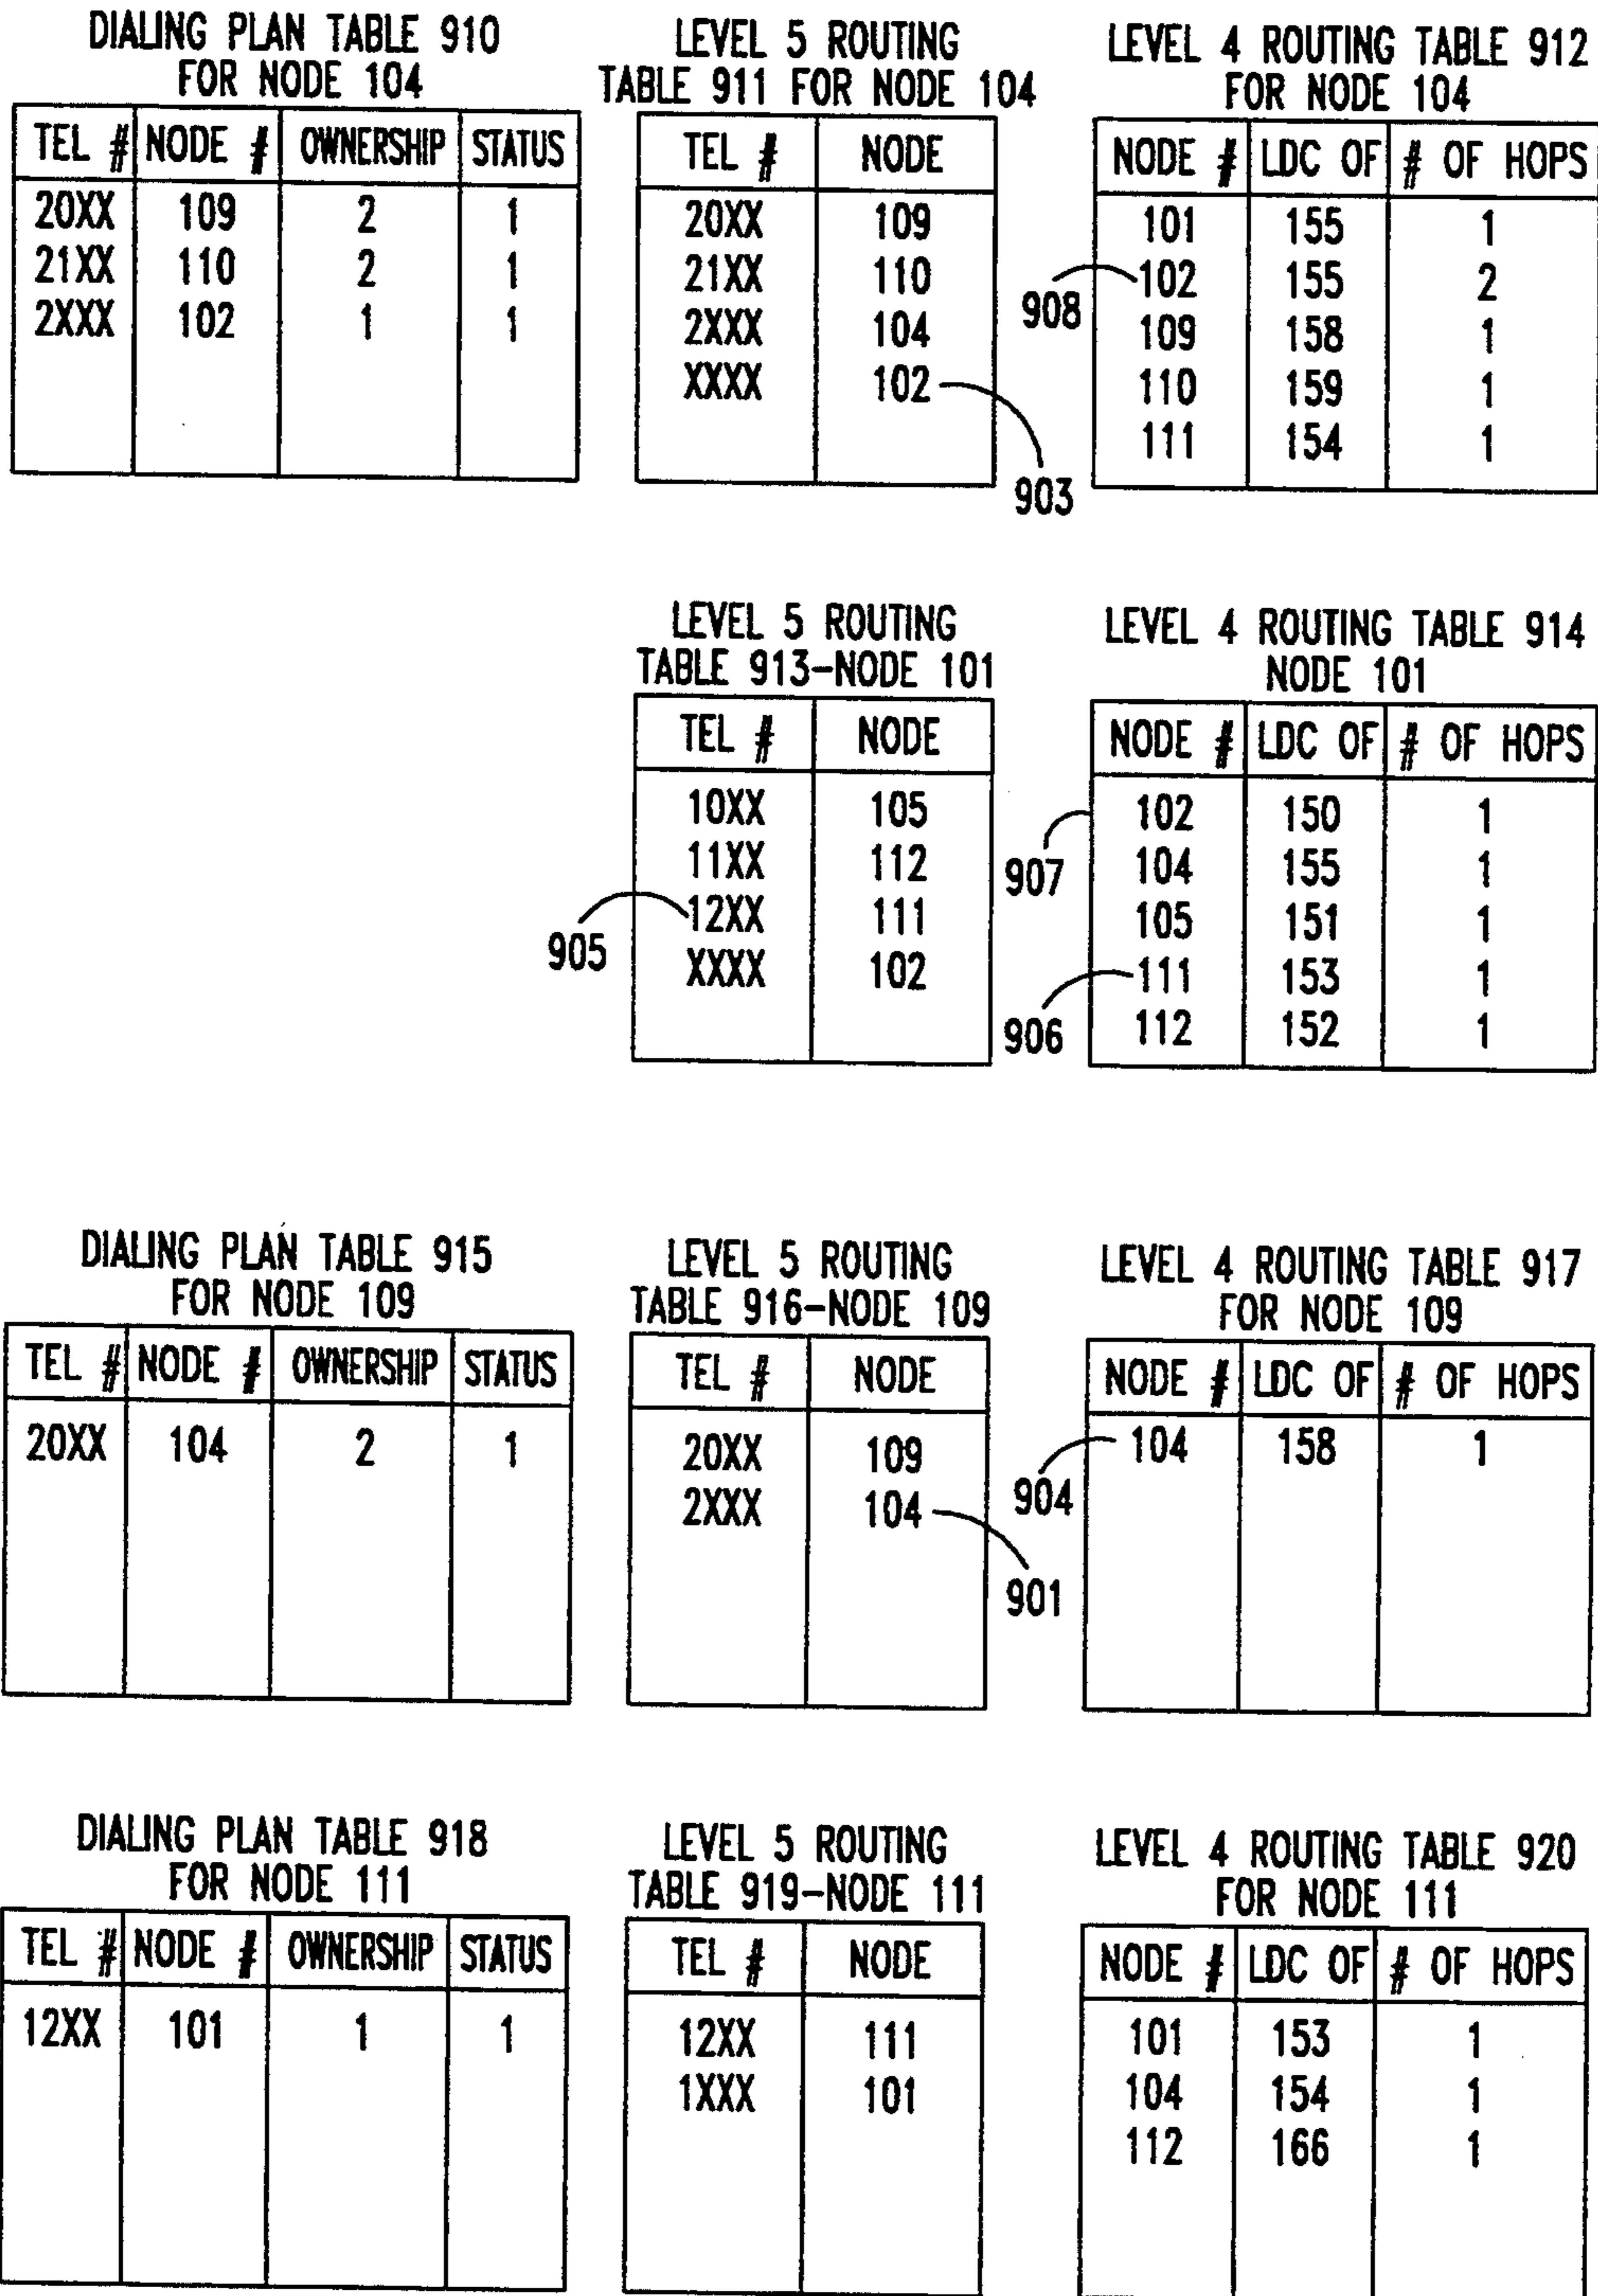 DIALING PLAN TABLE 910
FOR NODE 104
TEL # NODE # OWNERSHIP STATUS
20XX 109 2 1
21XX 110 2 1
2XXX 102 1 1
LEVEL 5 ROUTING
TABLE 911 FOR NODE 104
TEL # NODE
20XX 109
21XX 110
2XXX 104
XXXX 102
903
LEVEL 4 ROUTING TABLE 912
FOR NODE 104
NODE # LDC OF # OF HOPS
101 155 1
908 102 155 2
109 158 1
110 159 1
111 154 1
LEVEL 5 ROUTING
TABLE 913-NODE 101
TEL # NODE
10XX 105
11XX 112
905 12XX 111
XXXX 102
LEVEL 4 ROUTING TABLE 914
NODE 101
NODE # LDC OF # OF HOPS
907 102 150 1
104 155 1
105 151 1
906 111 153 1
112 152 1
DIALING PLAN TABLE 915
FOR NODE 109
TEL # NODE # OWNERSHIP STATUS
20XX 104 2 1
LEVEL 5 ROUTING
TABLE 916-NODE 109
TEL # NODE
20XX 109
2XXX 104
901
LEVEL 4 ROUTING TABLE 917
FOR NODE 109
NODE # LDC OF # OF HOPS
904 104 158 1
DIALING PLAN TABLE 918
FOR NODE 111
TEL # NODE # OWNERSHIP STATUS
12XX 101 1 1
LEVEL 5 ROUTING
TABLE 919-NODE 111
TEL # NODE
12XX 111
1XXX 101
LEVEL 4 ROUTING TABLE 920
FOR NODE 111
NODE # LDC OF # OF HOPS
101 153 1
104 154 1
112 166 1